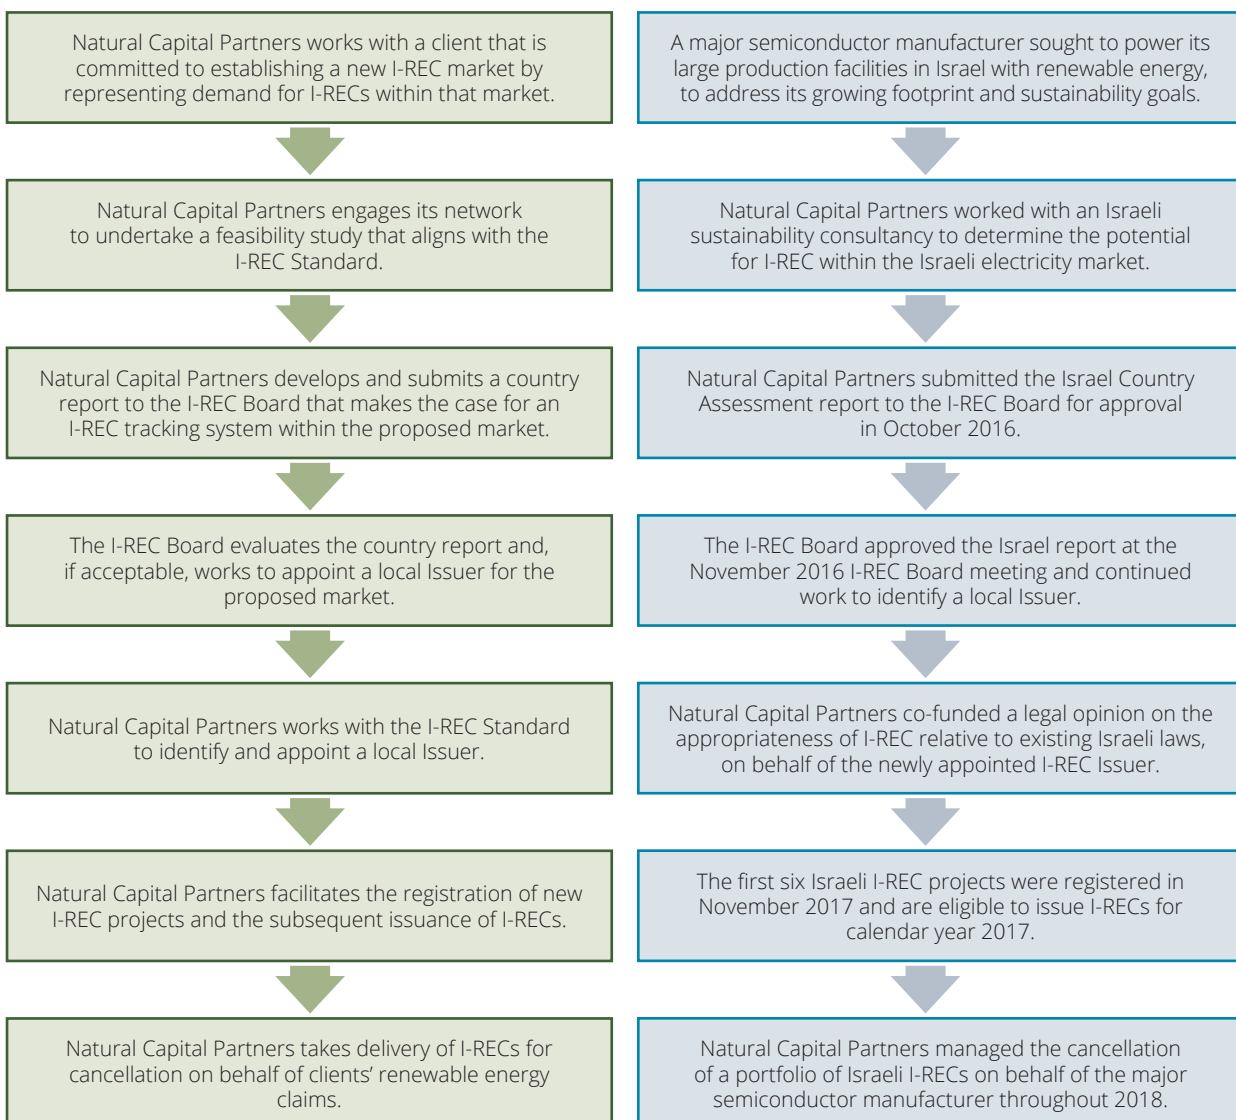 Natural Capital Partners works with a client that is
committed to establishing a new I-REC market by
representing demand for I-RECs within that market.
A major semiconductor manufacturer sought to power its
large production facilities in Israel with renewable energy,
to address its growing footprint and sustainability goals.
Natural Capital Partners engages its network
to undertake a feasibility study that aligns with the
I-REC Standard.
Natural Capital Partners worked with an Israeli
sustainability consultancy to determine the potential
for I-REC within the Israeli electricity market.
Natural Capital Partners develops and submits a country
report to the I-REC Board that makes the case for an
I-REC tracking system within the proposed market.
Natural Capital Partners submitted the Israel Country
Assessment report to the I-REC Board for approval
in October 2016.
The I-REC Board evaluates the country report and,
if acceptable, works to appoint a local Issuer for the
proposed market.
The I-REC Board approved the Israel report at the
November 2016 I-REC Board meeting and continued
work to identify a local Issuer.
Natural Capital Partners works with the I-REC Standard
to identify and appoint a local Issuer.
Natural Capital Partners co-funded a legal opinion on the
appropriateness of I-REC relative to existing Israeli laws,
on behalf of the newly appointed I-REC Issuer.
Natural Capital Partners facilitates the registration of new
I-REC projects and the subsequent issuance of I-RECs.
The first six Israeli I-REC projects were registered in
November 2017 and are eligible to issue I-RECs for
calendar year 2017.
Natural Capital Partners takes delivery of I-RECs for
cancellation on behalf of clients’ renewable energy
claims.
Natural Capital Partners managed the cancellation
of a portfolio of Israeli I-RECs on behalf of the major
semiconductor manufacturer throughout 2018.